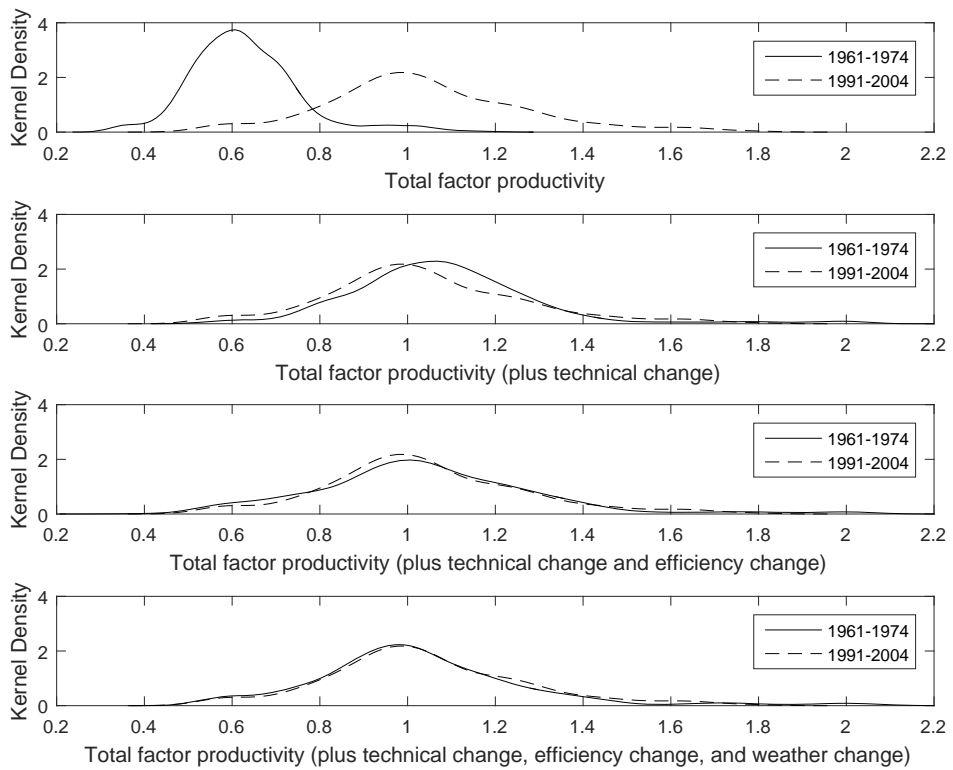 4
2
0
Kernel Density
1961-1974
1991-2004
0.2 0.4 0.6 0.8 1 1.2 1.4 1.6 1.8 2 2.2
Total factor productivity
4
2
0
Kernel Density
1961-1974
1991-2004
0.2 0.4 0.6 0.8 1 1.2 1.4 1.6 1.8 2 2.2
Total factor productivity (plus technical change)
4
2
0
Kernel Density
1961-1974
1991-2004
0.2 0.4 0.6 0.8 1 1.2 1.4 1.6 1.8 2 2.2
Total factor productivity (plus technical change and efficiency change)
4
2
0
Kernel Density
1961-1974
1991-2004
0.2 0.4 0.6 0.8 1 1.2 1.4 1.6 1.8 2 2.2
Total factor productivity (plus technical change, efficiency change, and weather change)